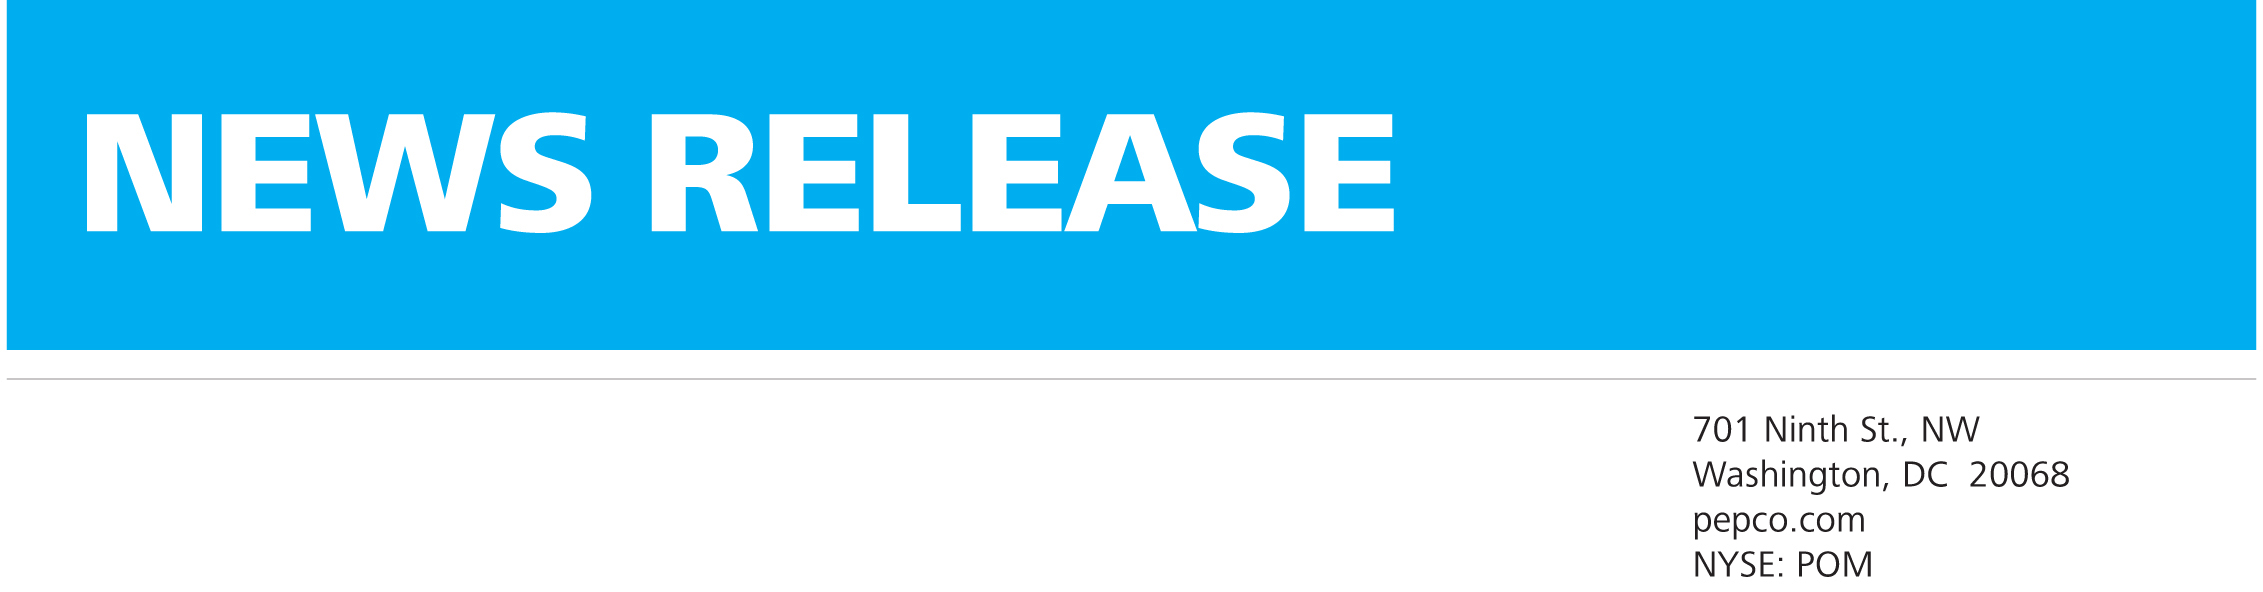 NEWS RELEASE
701 Ninth St., NW
Washington, DC  20068
pepco.com
NYSE: POM